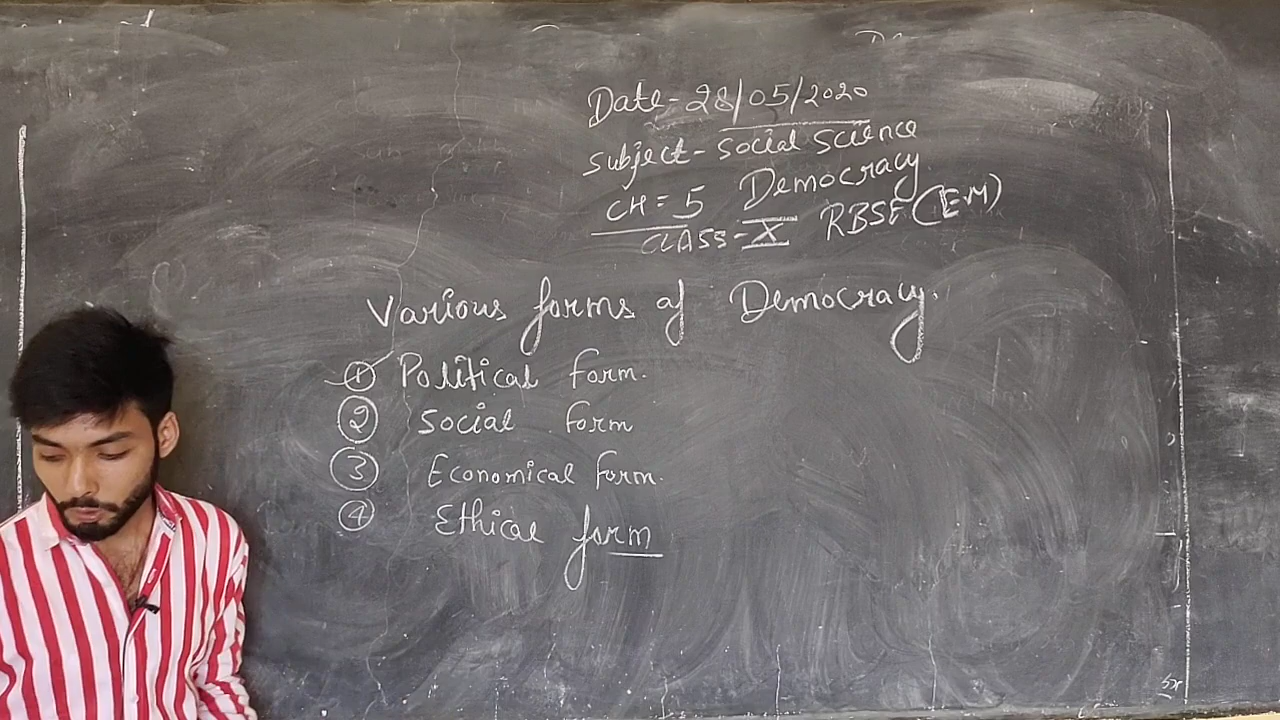 Date-28/05/2020
Subject-Social Science
CH=5 Democracy
CLASS-X RBSE(EM)
Various forms of Democracy.
① Political form.
② Social form
③ Economical form.
④ Ethical form